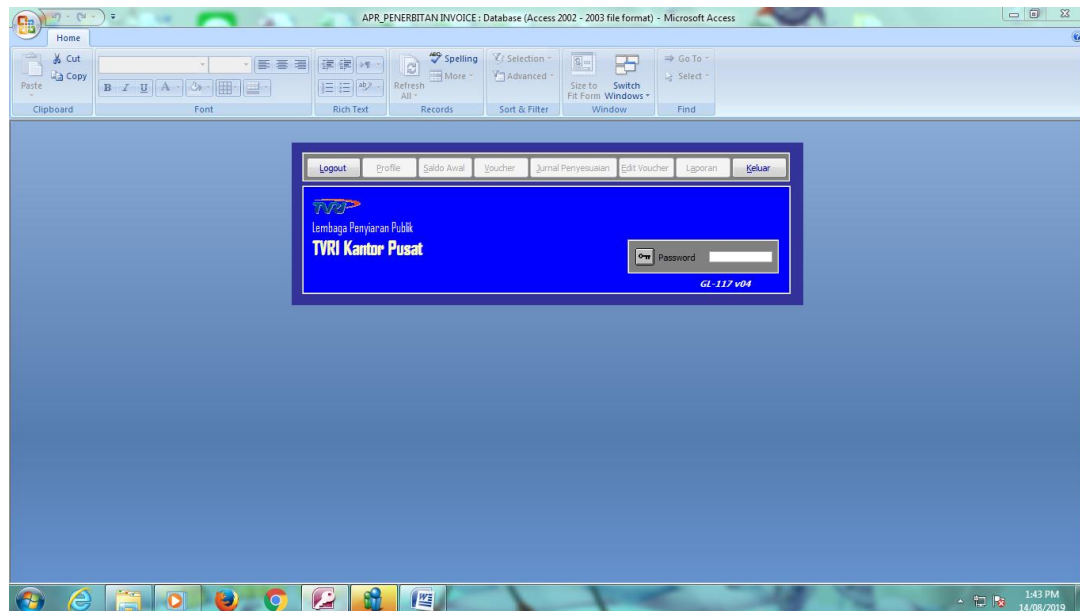 APR_PENERBITAN INVOICE : Database (Access 2002 - 2003 file format) - Microsoft Access
Home
Cut
Copy
Paste
Clipboard
B I U A
Font
Rich Text
Refresh All
Spelling
More
Records
Selection
Advanced
Sort & Filter
Size to Fit Form
Switch Windows
Window
Go To
Select
Find
Logout Profile Saldo Awal Voucher Jurnal Penyesuaian Edit Voucher Laporan Keluar
TVRI
Lembaga Penyiaran Publik
TVRI Kantor Pusat
Password
GL-117 v04
1:43 PM
14/08/2019